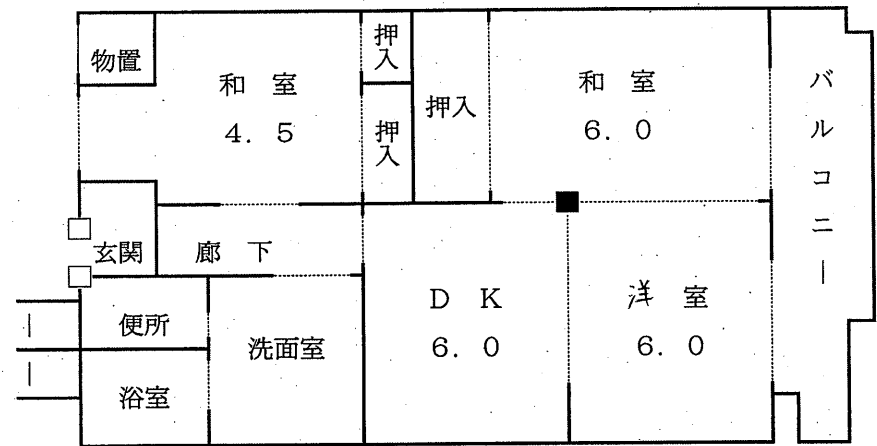 物置
和 室
4. 5
押入
押入
押入
和 室
6. 0
バルコニー
玄関
廊 下
便所
浴室
洗面室
D K
6. 0
洋 室
6. 0